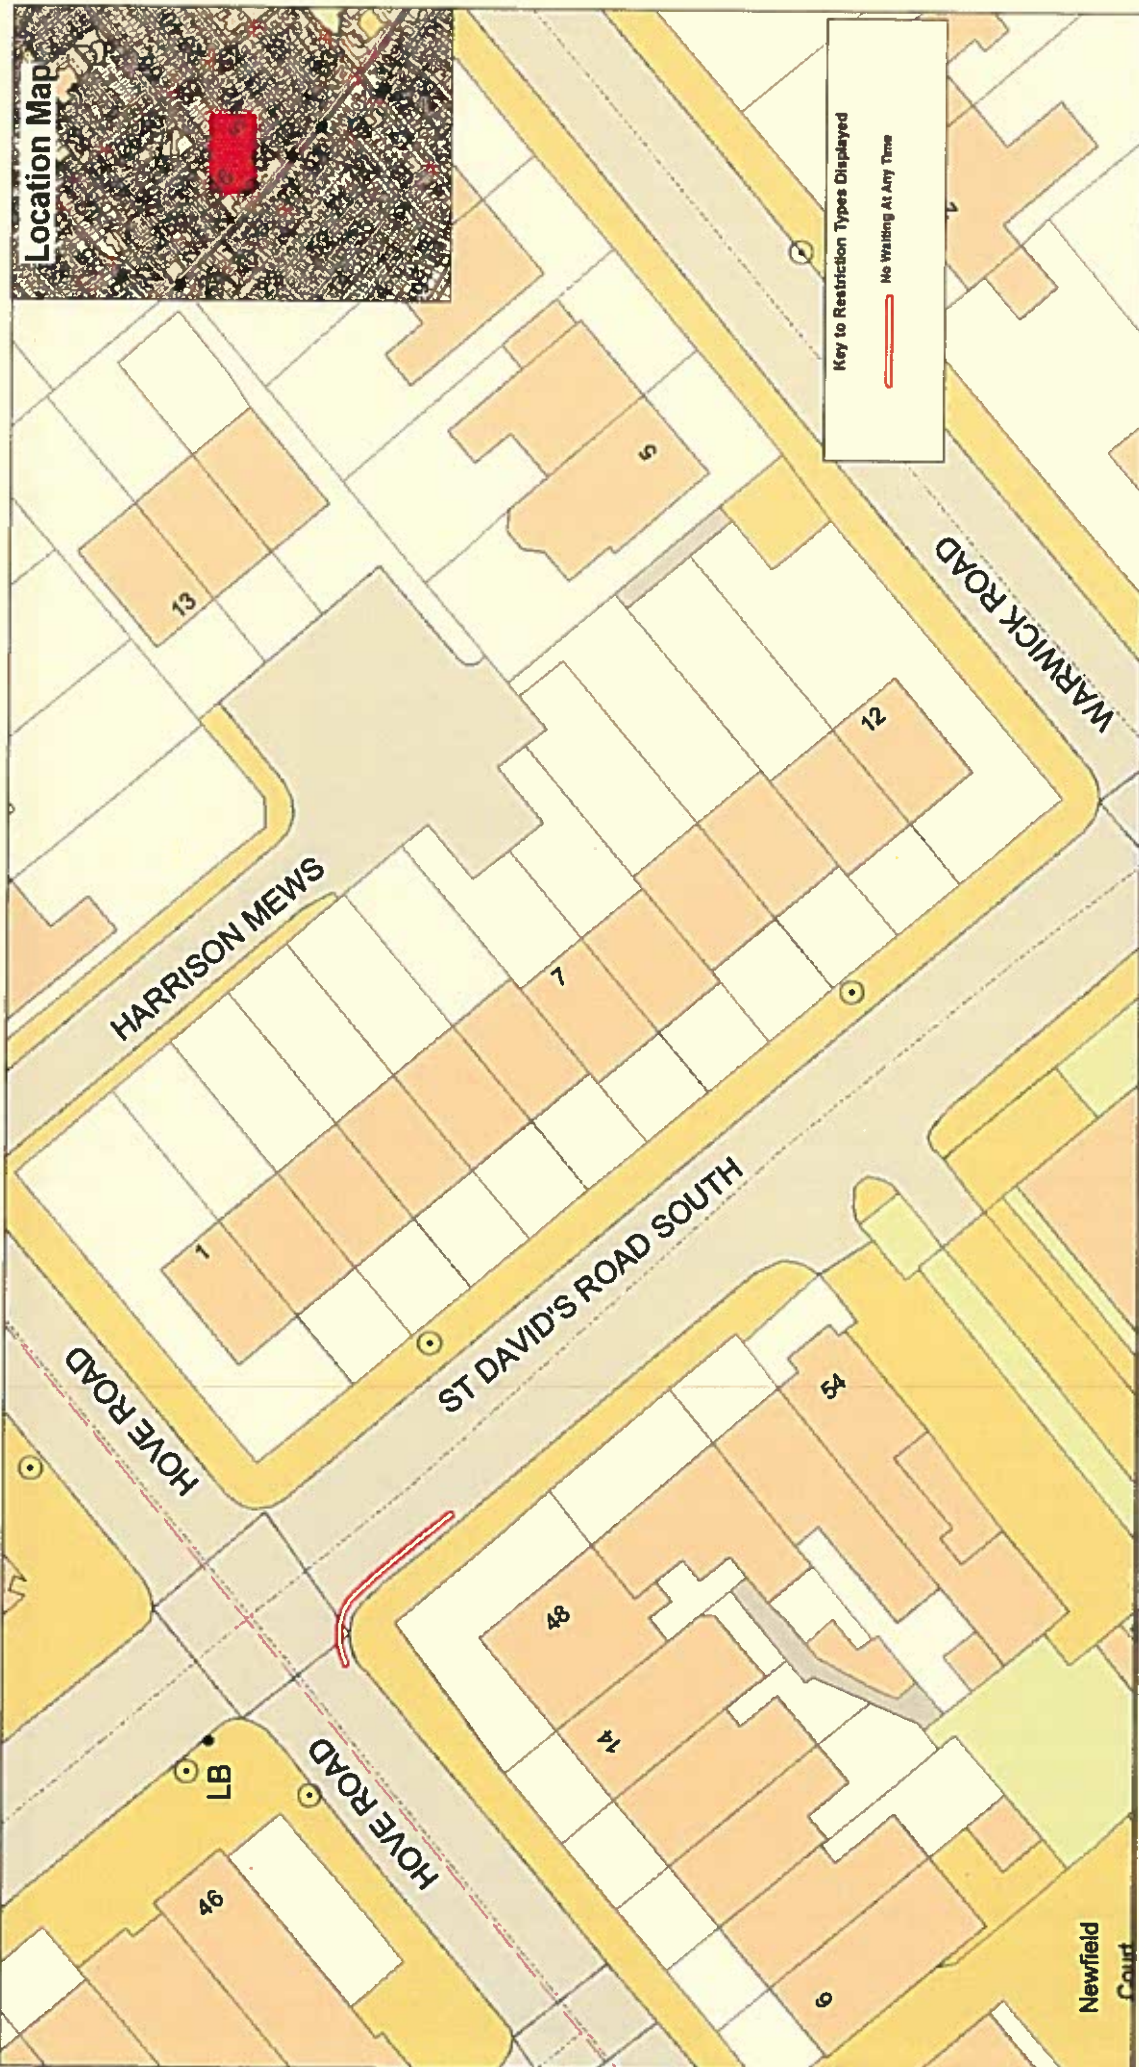 Location Map
Key to Restriction Types Displayed
No Waiting At Any Time
HARRISON MEWS
HOVE ROAD
HOVE ROAD
ST DAVID'S ROAD SOUTH
WARWICK ROAD
13
5
7
12
1
7
54
48
14
6
46
LB
Newfield
Court